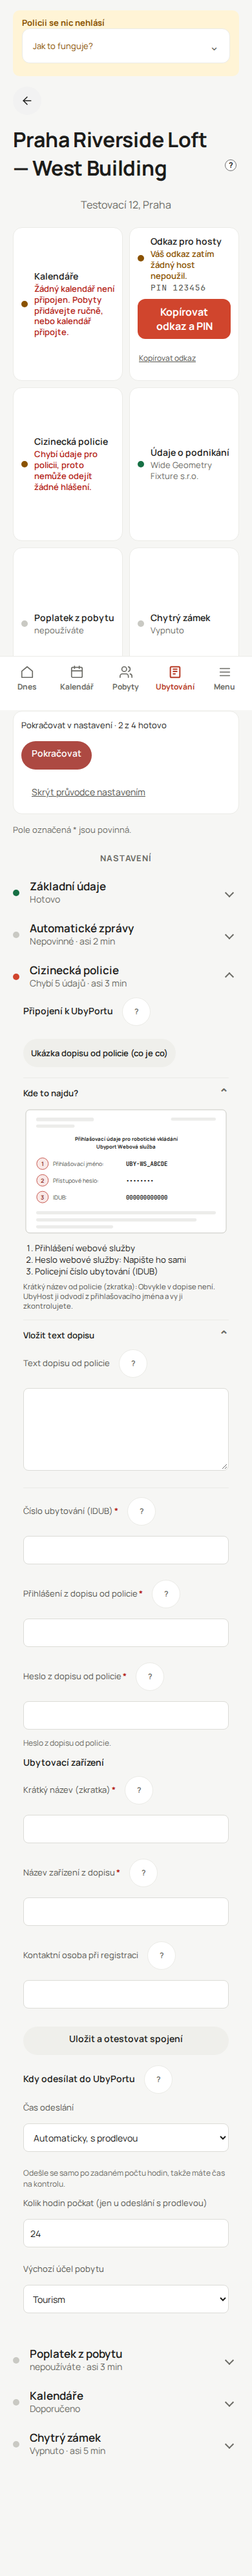 Policii se nic nehlásí
Jak to funguje?
Praha Riverside Loft
— West Building
?
Testovací 12, Praha
Kalendáře
Žádný kalendář není
připojen. Pobyty
přidávejte ručně,
nebo kalendář
připojte.
Odkaz pro hosty
Váš odkaz zatím
žádný host
nepoužil.
PIN 123456
Kopírovat
odkaz a PIN
Kopírovat odkaz
Cizinecká policie
Chybí údaje pro
policii, proto
nemůže odejít
žádné hlášení.
Údaje o podnikání
Wide Geometry
Fixture s.r.o.
Poplatek z pobytu
nepoužíváte
Chytrý zámek
Vypnuto
Dnes
Kalendář
Pobyty
Ubytování
Menu
Pokračovat v nastavení · 2 z 4 hotovo
Pokračovat
Skrýt průvodce nastavením
Pole označená * jsou povinná.
NASTAVENÍ
Základní údaje
Hotovo
Automatické zprávy
Nepovinné · asi 2 min
Cizinecká policie
Chybí 5 údajů · asi 3 min
Připojení k UbyPortu ?
Ukázka dopisu od policie (co je co)
Kde to najdu?
Přihlašovací údaje pro robotické vkládání
Ubyport Webová služba
1 Přihlašovací jméno: UBY-WS_ABCDE
2 Přístupové heslo: ••••••••
3 IDUB: 000000000000
1. Přihlášení webové služby
2. Heslo webové služby: Napište ho sami
3. Policejní číslo ubytování (IDUB)
Krátký název od policie (zkratka): Obvykle v dopise není.
UbyHost ji odvodí z přihlašovacího jména a vy ji
zkontrolujete.
Vložit text dopisu
Text dopisu od policie ?
Číslo ubytování (IDUB) * ?
Přihlášení z dopisu od policie * ?
Heslo z dopisu od policie * ?
Heslo z dopisu od policie.
Ubytovací zařízení
Krátký název (zkratka) * ?
Název zařízení z dopisu * ?
Kontaktní osoba při registraci ?
Uložit a otestovat spojení
Kdy odesílat do UbyPortu ?
Čas odeslání
Automaticky, s prodlevou
Odešle se samo po zadaném počtu hodin, takže máte čas
na kontrolu.
Kolik hodin počkat (jen u odeslání s prodlevou)
24
Výchozí účel pobytu
Tourism
Poplatek z pobytu
nepoužíváte · asi 3 min
Kalendáře
Doporučeno
Chytrý zámek
Vypnuto · asi 5 min